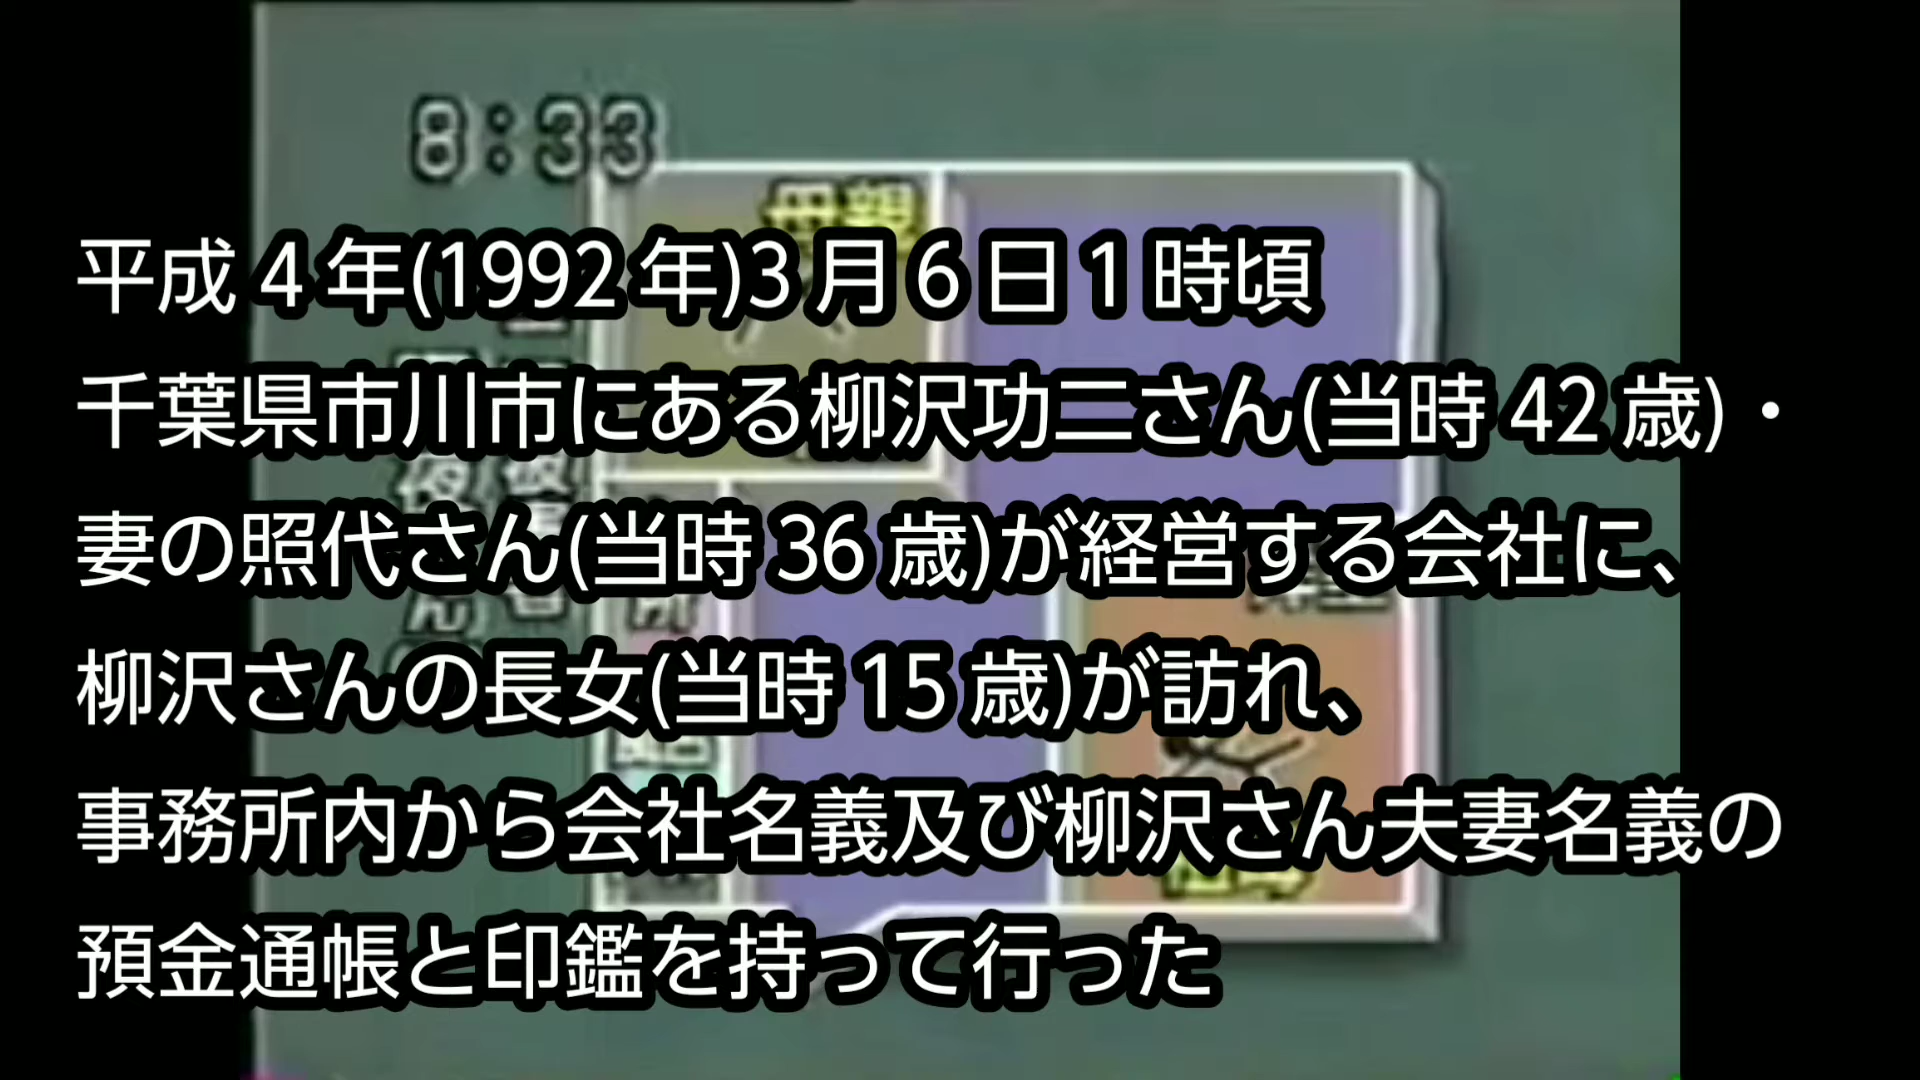 8:33
母親
平成4年(1992年)3月6日1時頃
千葉県市川市にある柳沢功二さん(当時42歳)・
妻の照代さん(当時36歳)が経営する会社に、
柳沢さんの長女(当時15歳)が訪れ、
事務所内から会社名義及び柳沢さん夫妻名義の
預金通帳と印鑑を持って行った